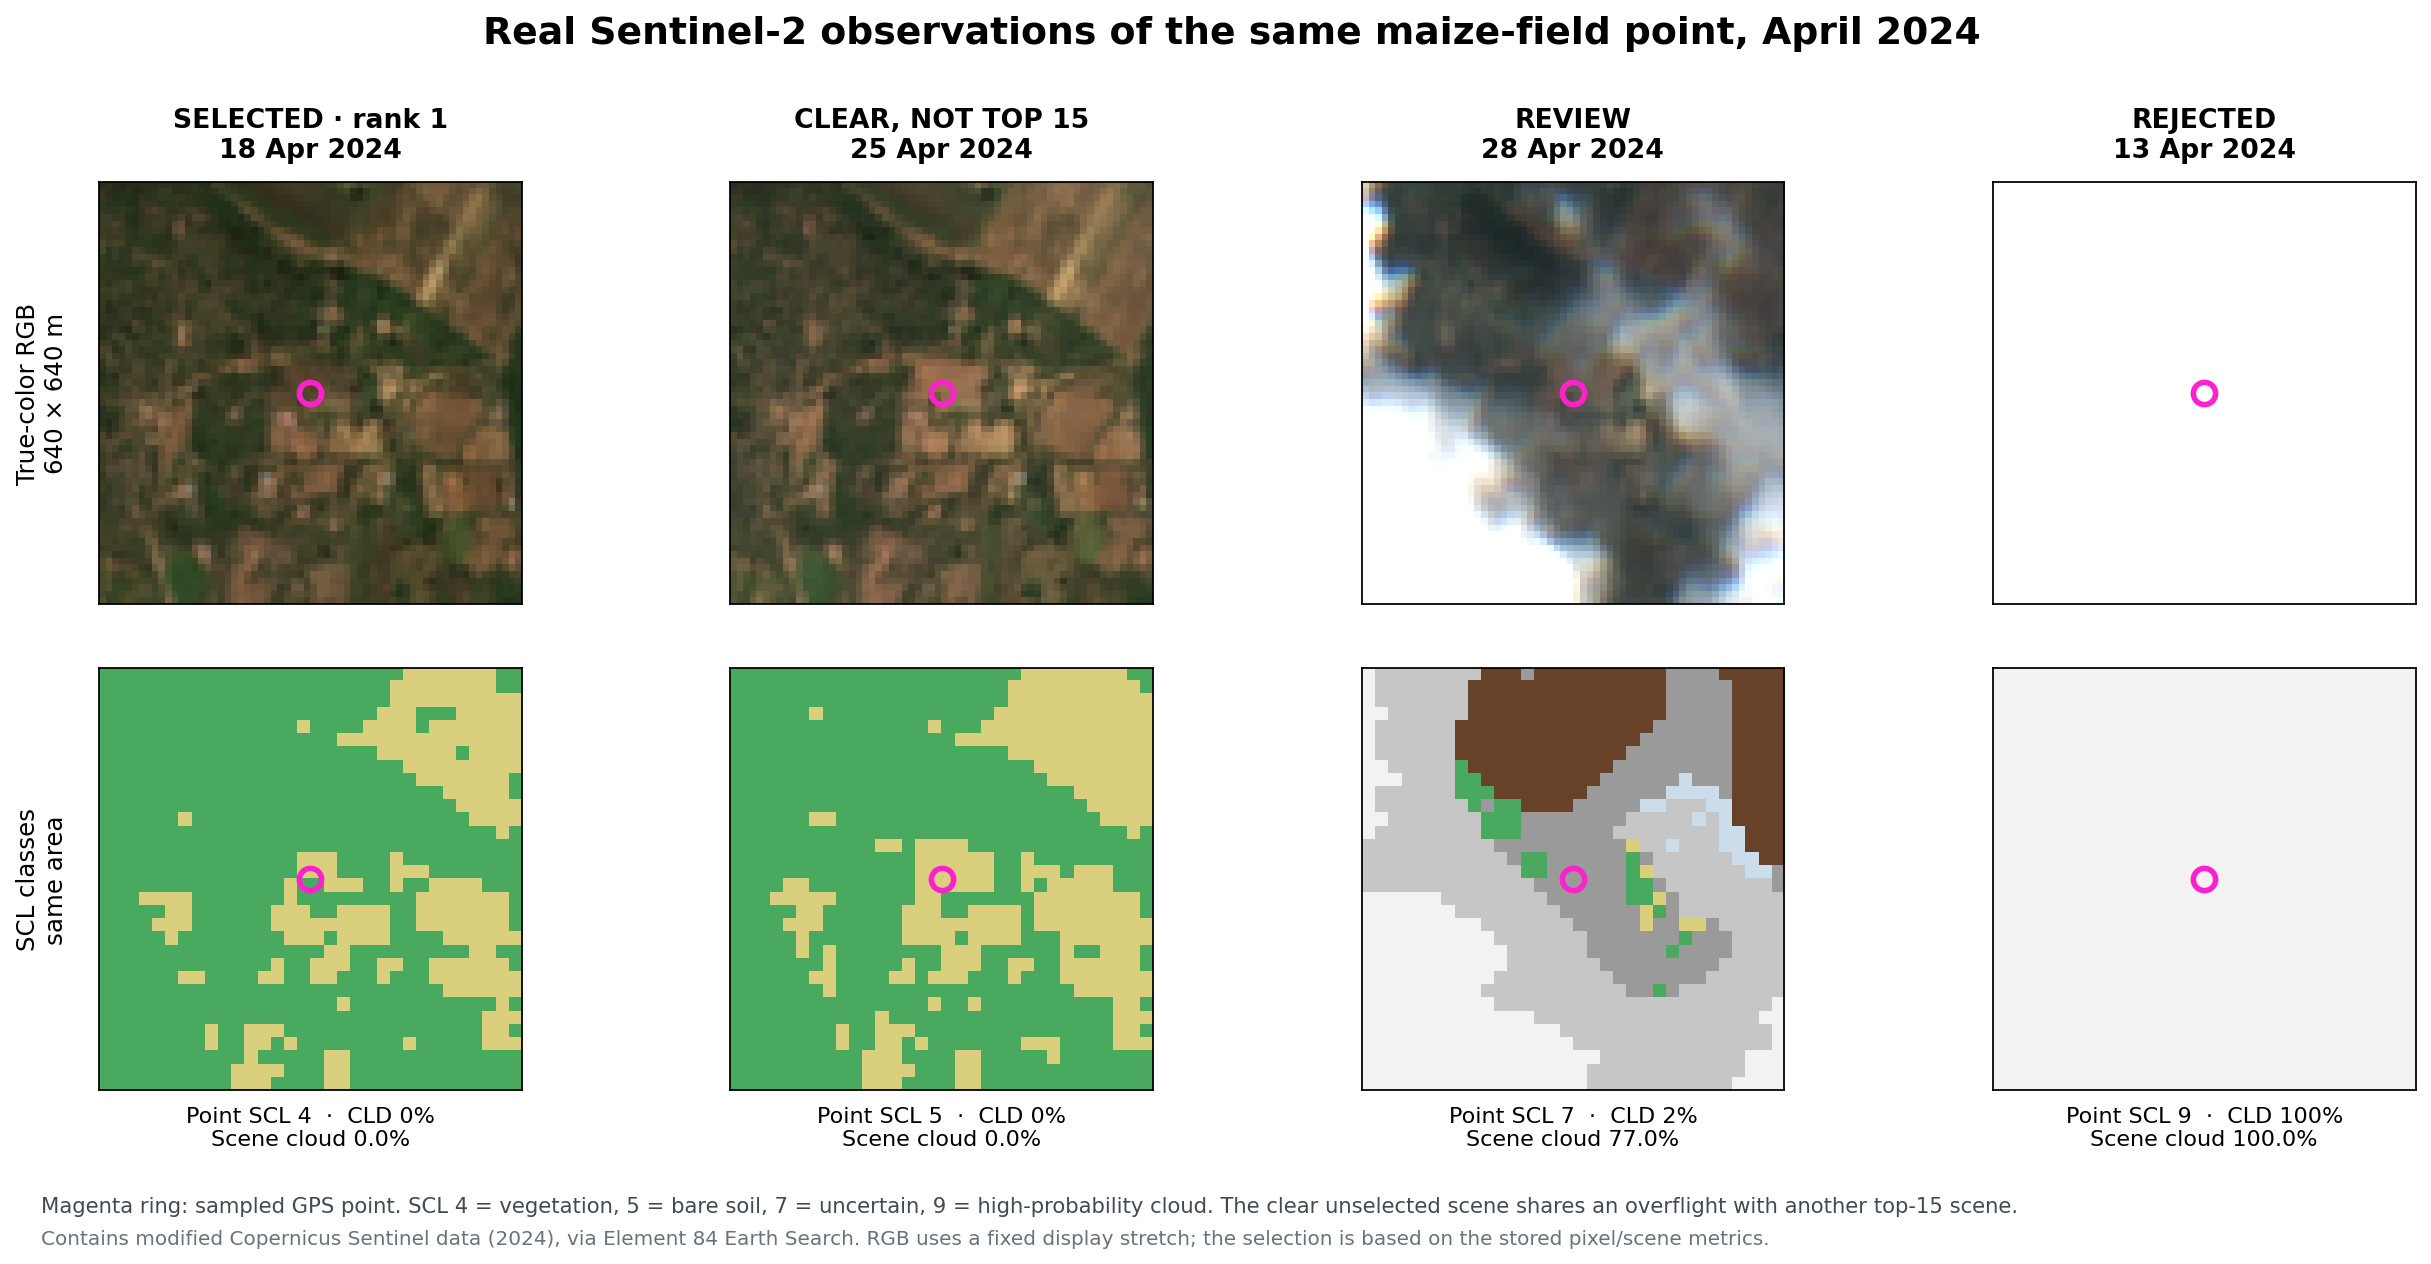 Real Sentinel-2 observations of the same maize-field point, April 2024
SELECTED · rank 1
18 Apr 2024
CLEAR, NOT TOP 15
25 Apr 2024
REVIEW
28 Apr 2024
REJECTED
13 Apr 2024
True-color RGB
640 × 640 m
SCL classes
same area
Point SCL 4 · CLD 0%
Scene cloud 0.0%
Point SCL 5 · CLD 0%
Scene cloud 0.0%
Point SCL 7 · CLD 2%
Scene cloud 77.0%
Point SCL 9 · CLD 100%
Scene cloud 100.0%
Magenta ring: sampled GPS point. SCL 4 = vegetation, 5 = bare soil, 7 = uncertain, 9 = high-probability cloud. The clear unselected scene shares an overflight with another top-15 scene.
Contains modified Copernicus Sentinel data (2024), via Element 84 Earth Search. RGB uses a fixed display stretch; the selection is based on the stored pixel/scene metrics.